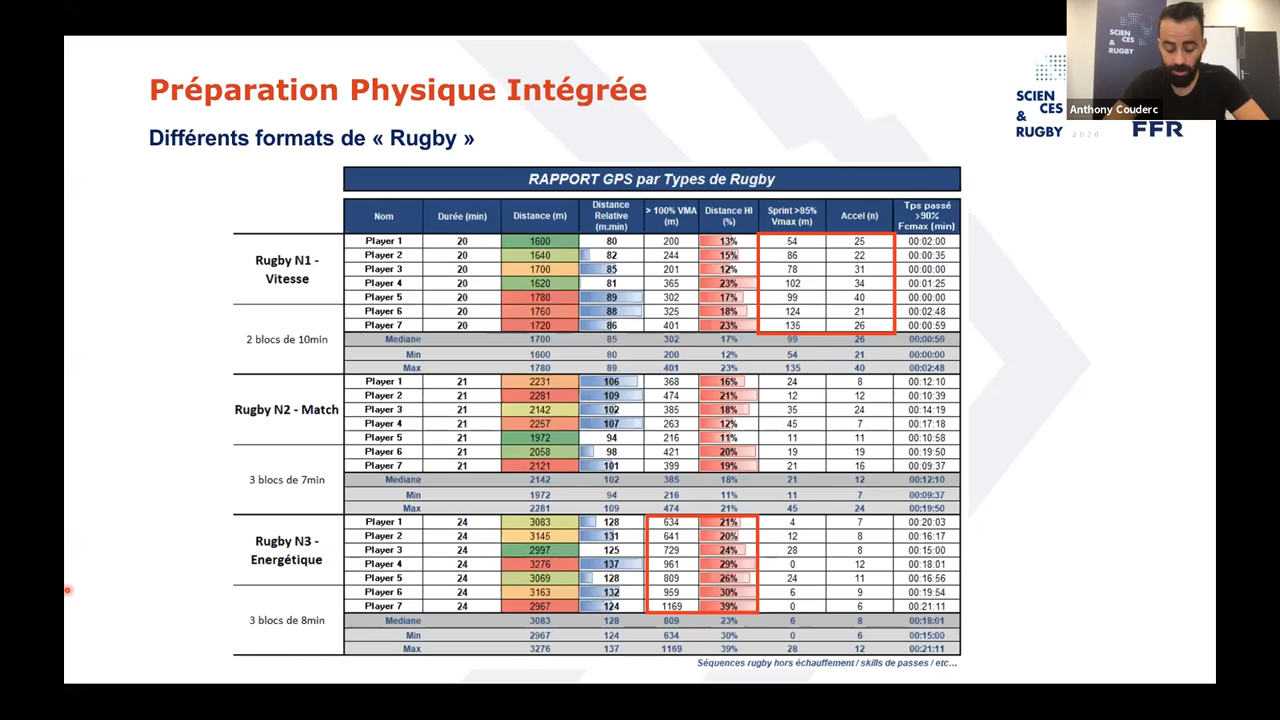 Préparation Physique Intégrée
Différents formats de « Rugby »
SCIEN
CES
&
RUGBY
Anthony Couderc
SCIEN
CES
&
RUGBY
2020
FFR
RAPPORT GPS par Types de Rugby
Nom Durée (min) Distance (m) Distance Relative (m.min) > 100% VMA (m) Distance HI (%) Sprint >85% Vmax (m) Accel (n) Tps passé >90% Fcmax (min)
Rugby N1 - Vitesse
2 blocs de 10min
Player 1 20 1600 80 200 13% 54 25 00:02:00
Player 2 20 1640 82 244 15% 86 22 00:00:35
Player 3 20 1700 85 201 12% 78 31 00:00:00
Player 4 20 1620 81 365 23% 102 34 00:01:25
Player 5 20 1780 89 302 17% 99 40 00:00:00
Player 6 20 1760 88 325 18% 124 21 00:02:48
Player 7 20 1720 86 401 23% 135 26 00:00:59
Mediane 1700 85 302 17% 99 26 00:00:59
Min 1600 80 200 12% 54 21 00:00:00
Max 1780 89 401 23% 135 40 00:02:48
Rugby N2 - Match
3 blocs de 7min
Player 1 21 2231 106 368 16% 24 8 00:12:10
Player 2 21 2281 109 474 21% 12 12 00:10:39
Player 3 21 2142 102 385 18% 35 24 00:14:19
Player 4 21 2257 107 263 12% 45 7 00:17:18
Player 5 21 1972 94 216 11% 11 11 00:10:58
Player 6 21 2058 98 421 20% 19 19 00:19:50
Player 7 21 2121 101 399 19% 21 16 00:09:37
Mediane 2142 102 385 18% 21 12 00:12:10
Min 1972 94 216 11% 11 7 00:09:37
Max 2281 109 474 21% 45 24 00:19:50
Rugby N3 - Energétique
3 blocs de 8min
Player 1 24 3083 128 634 21% 4 7 00:20:03
Player 2 24 3145 131 641 20% 12 8 00:16:17
Player 3 24 2997 125 729 24% 28 8 00:15:00
Player 4 24 3276 137 961 29% 0 12 00:18:01
Player 5 24 3069 128 809 26% 24 11 00:16:56
Player 6 24 3163 132 959 30% 6 9 00:19:54
Player 7 24 2967 124 1169 39% 0 6 00:21:11
Mediane 3083 128 809 23% 6 8 00:18:01
Min 2967 124 634 30% 0 6 00:15:00
Max 3276 137 1169 39% 28 12 00:21:11
Séquences rugby hors échauffement / skills de passes / etc…